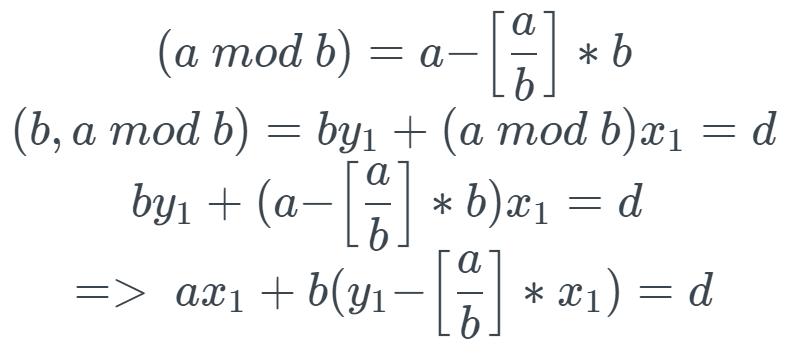 (a mod b) = a−[a/b] * b
(b, a mod b) = by₁ + (a mod b)x₁ = d
by₁ + (a−[a/b] * b)x₁ = d
=> ax₁ + b(y₁−[a/b] * x₁) = d